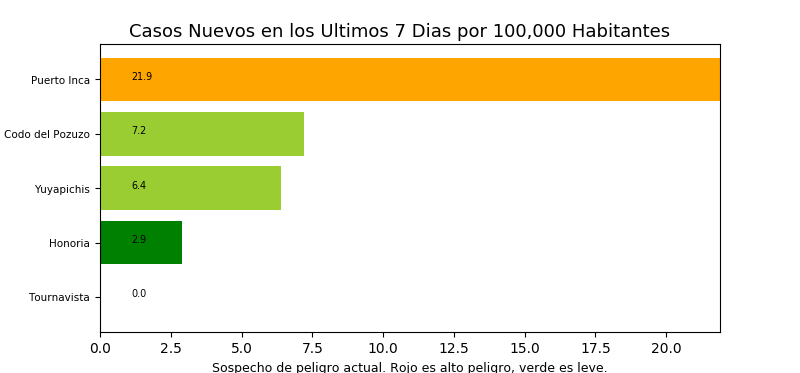 Casos Nuevos en los Ultimos 7 Dias por 100,000 Habitantes
Puerto Inca 21.9
Codo del Pozuzo 7.2
Yuyapichis 6.4
Honoria 2.9
Tournavista 0.0
0.0 2.5 5.0 7.5 10.0 12.5 15.0 17.5 20.0
Sospecho de peligro actual. Rojo es alto peligro, verde es leve.